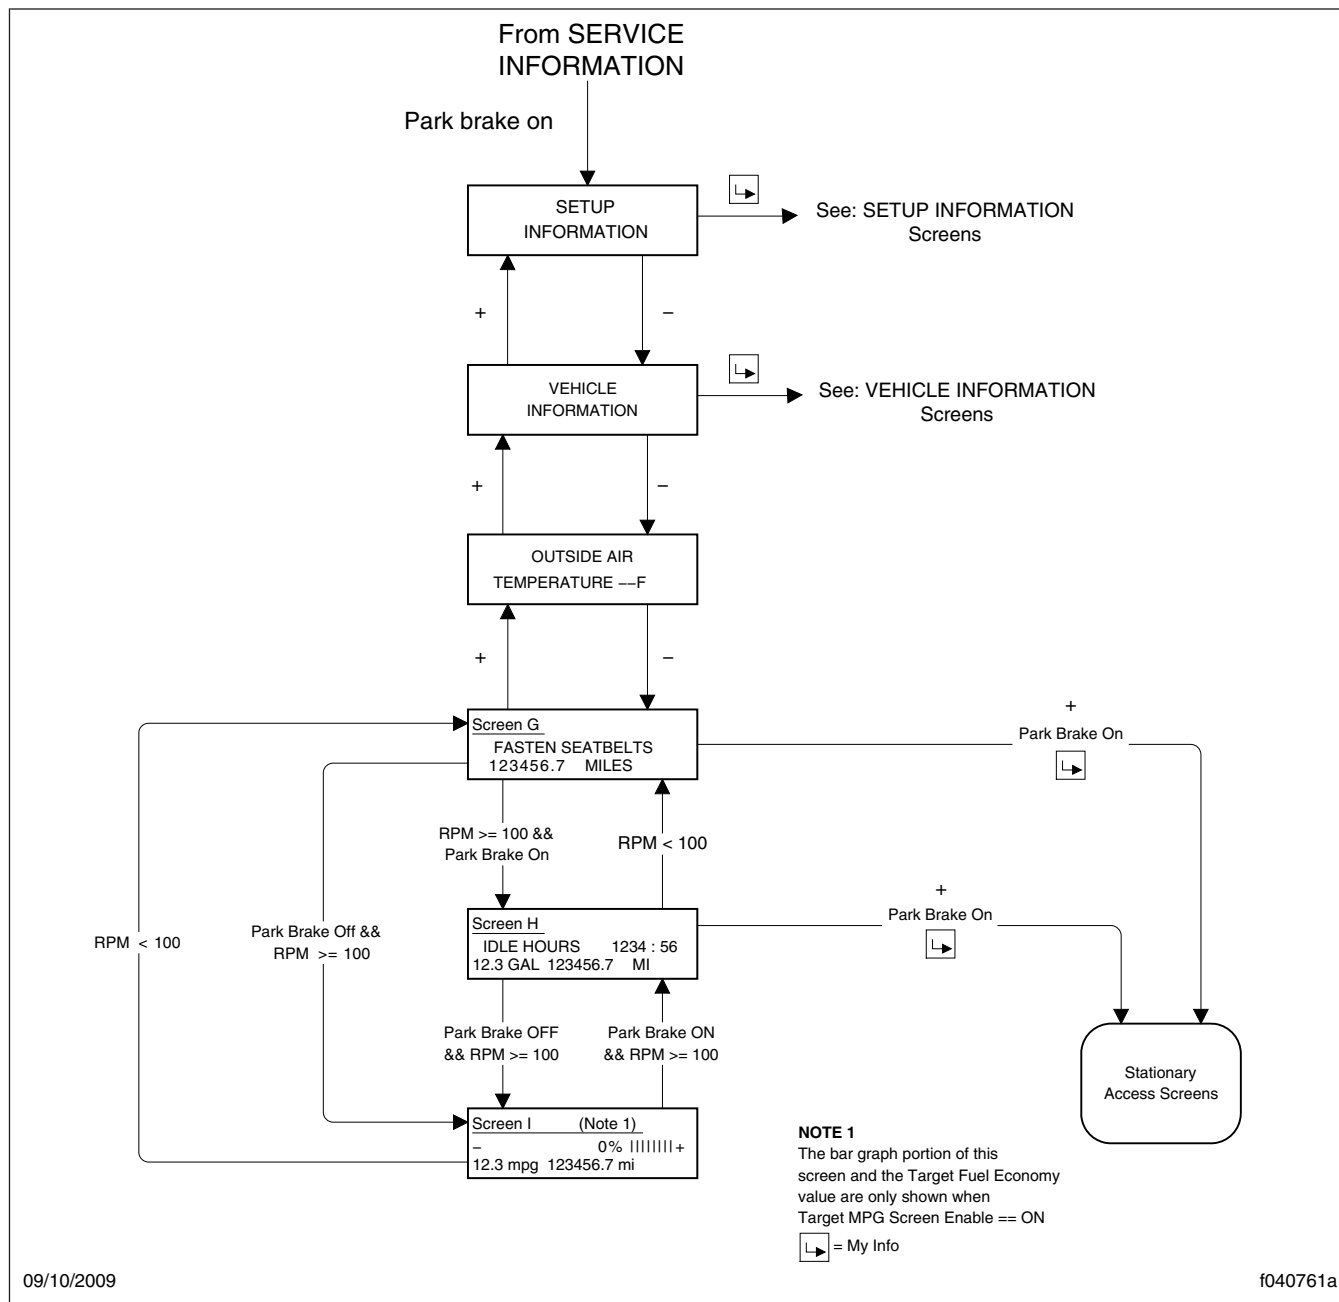 From SERVICE
INFORMATION
Park brake on
SETUP
INFORMATION
See: SETUP INFORMATION
Screens
+
–
VEHICLE
INFORMATION
See: VEHICLE INFORMATION
Screens
+
–
OUTSIDE AIR
TEMPERATURE ––F
+
–
Screen G
FASTEN SEATBELTS
123456.7 MILES
+
Park Brake On
RPM >= 100 &&
Park Brake On
RPM < 100
RPM < 100
Park Brake Off &&
RPM >= 100
Screen H
IDLE HOURS 1234 : 56
12.3 GAL 123456.7 MI
+
Park Brake On
Park Brake OFF
&& RPM >= 100
Park Brake ON
&& RPM >= 100
Stationary
Access Screens
Screen I (Note 1)
– 0% |||||||| +
12.3 mpg 123456.7 mi
NOTE 1
The bar graph portion of this
screen and the Target Fuel Economy
value are only shown when
Target MPG Screen Enable == ON
= My Info
09/10/2009
f040761a